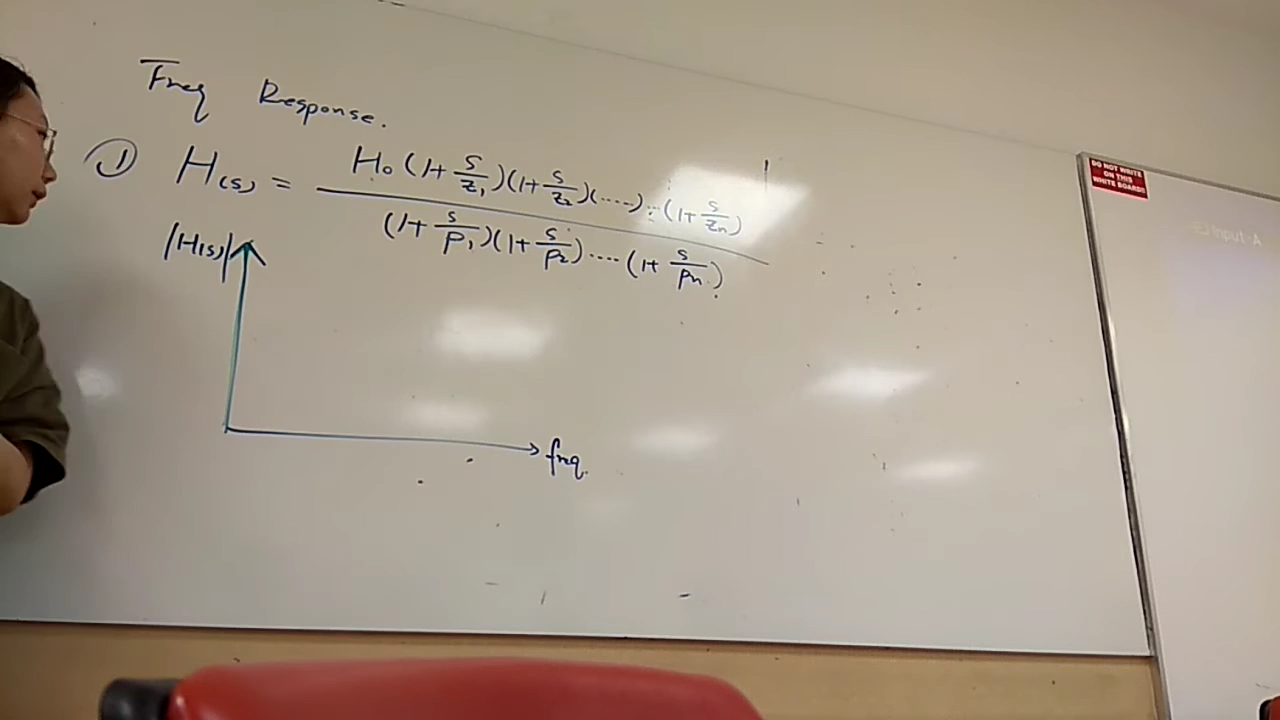 Freq Response.
① H(s) = H₀(1+s/z₁)(1+s/z₂)(....)...(1+s/zₙ) / (1+s/p₁)(1+s/p₂)....(1+s/pₙ)
|H(s)|
freq.
DO NOT WRITE
ON THIS
WHITE BOARD!!
Input - A